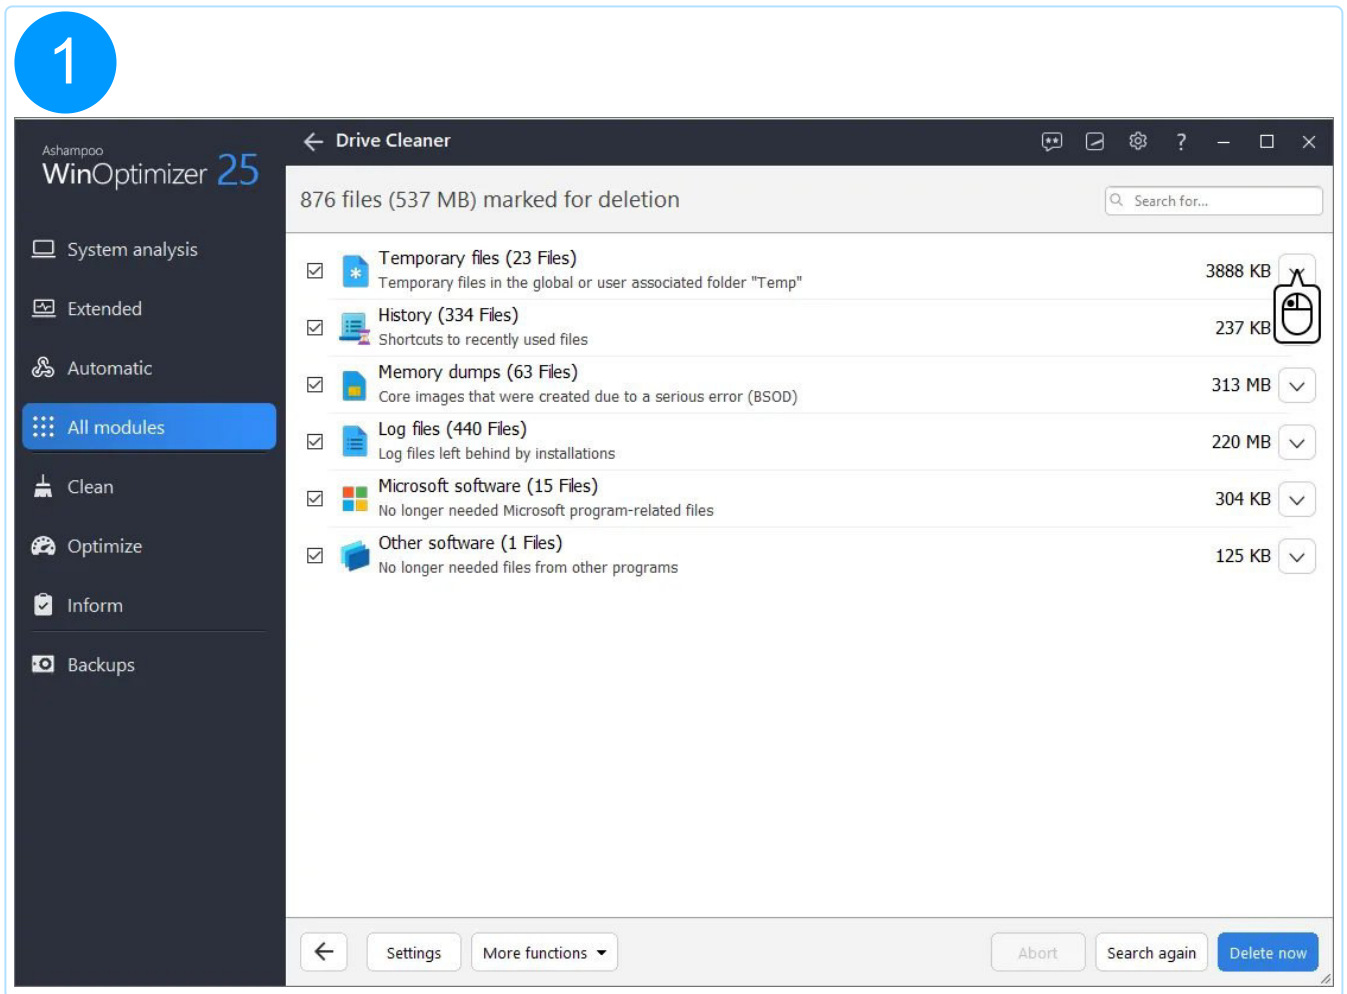 1
Ashampoo
WinOptimizer 25
System analysis
Extended
Automatic
All modules
Clean
Optimize
Inform
Backups
Drive Cleaner
?
876 files (537 MB) marked for deletion
Search for...
Temporary files (23 Files)
Temporary files in the global or user associated folder "Temp"
3888 KB
History (334 Files)
Shortcuts to recently used files
237 KB
Memory dumps (63 Files)
Core images that were created due to a serious error (BSOD)
313 MB
Log files (440 Files)
Log files left behind by installations
220 MB
Microsoft software (15 Files)
No longer needed Microsoft program-related files
304 KB
Other software (1 Files)
No longer needed files from other programs
125 KB
Settings
More functions
Abort
Search again
Delete now